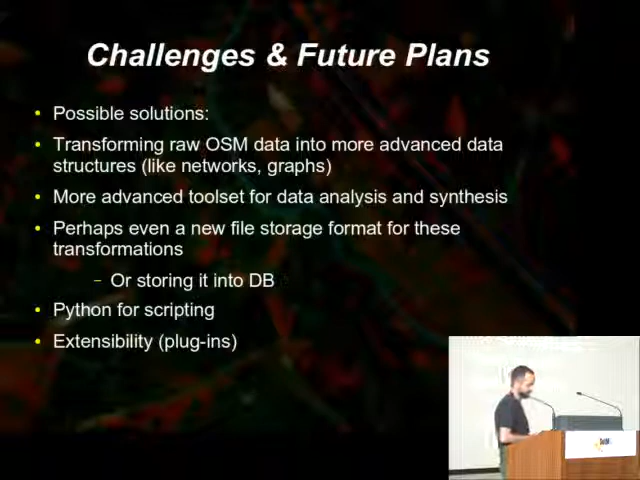 Challenges & Future Plans
Possible solutions:
Transforming raw OSM data into more advanced data
structures (like networks, graphs)
More advanced toolset for data analysis and synthesis
Perhaps even a new file storage format for these
transformations
– Or storing it into DB
Python for scripting
Extensibility (plug-ins)